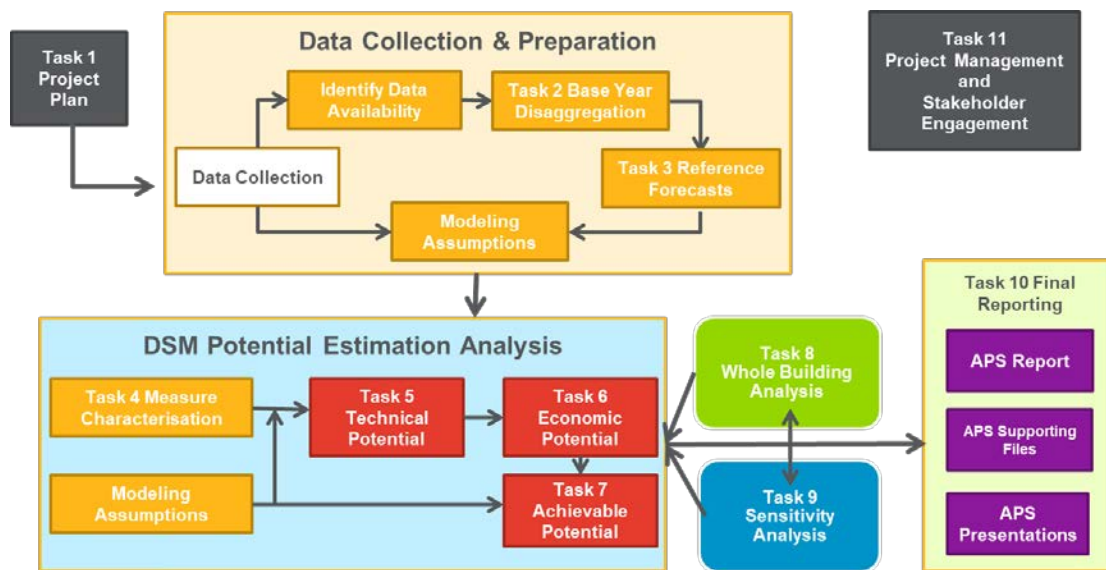 Task 1
Project
Plan
Data Collection & Preparation
Identify Data
Availability
Task 2 Base Year
Disaggregation
Data Collection
Task 3 Reference
Forecasts
Modeling
Assumptions
Task 11
Project Management
and
Stakeholder
Engagement
DSM Potential Estimation Analysis
Task 4 Measure
Characterisation
Task 5
Technical
Potential
Task 6
Economic
Potential
Modeling
Assumptions
Task 7
Achievable
Potential
Task 8
Whole Building
Analysis
Task 9
Sensitivity
Analysis
Task 10 Final
Reporting
APS Report
APS Supporting
Files
APS
Presentations